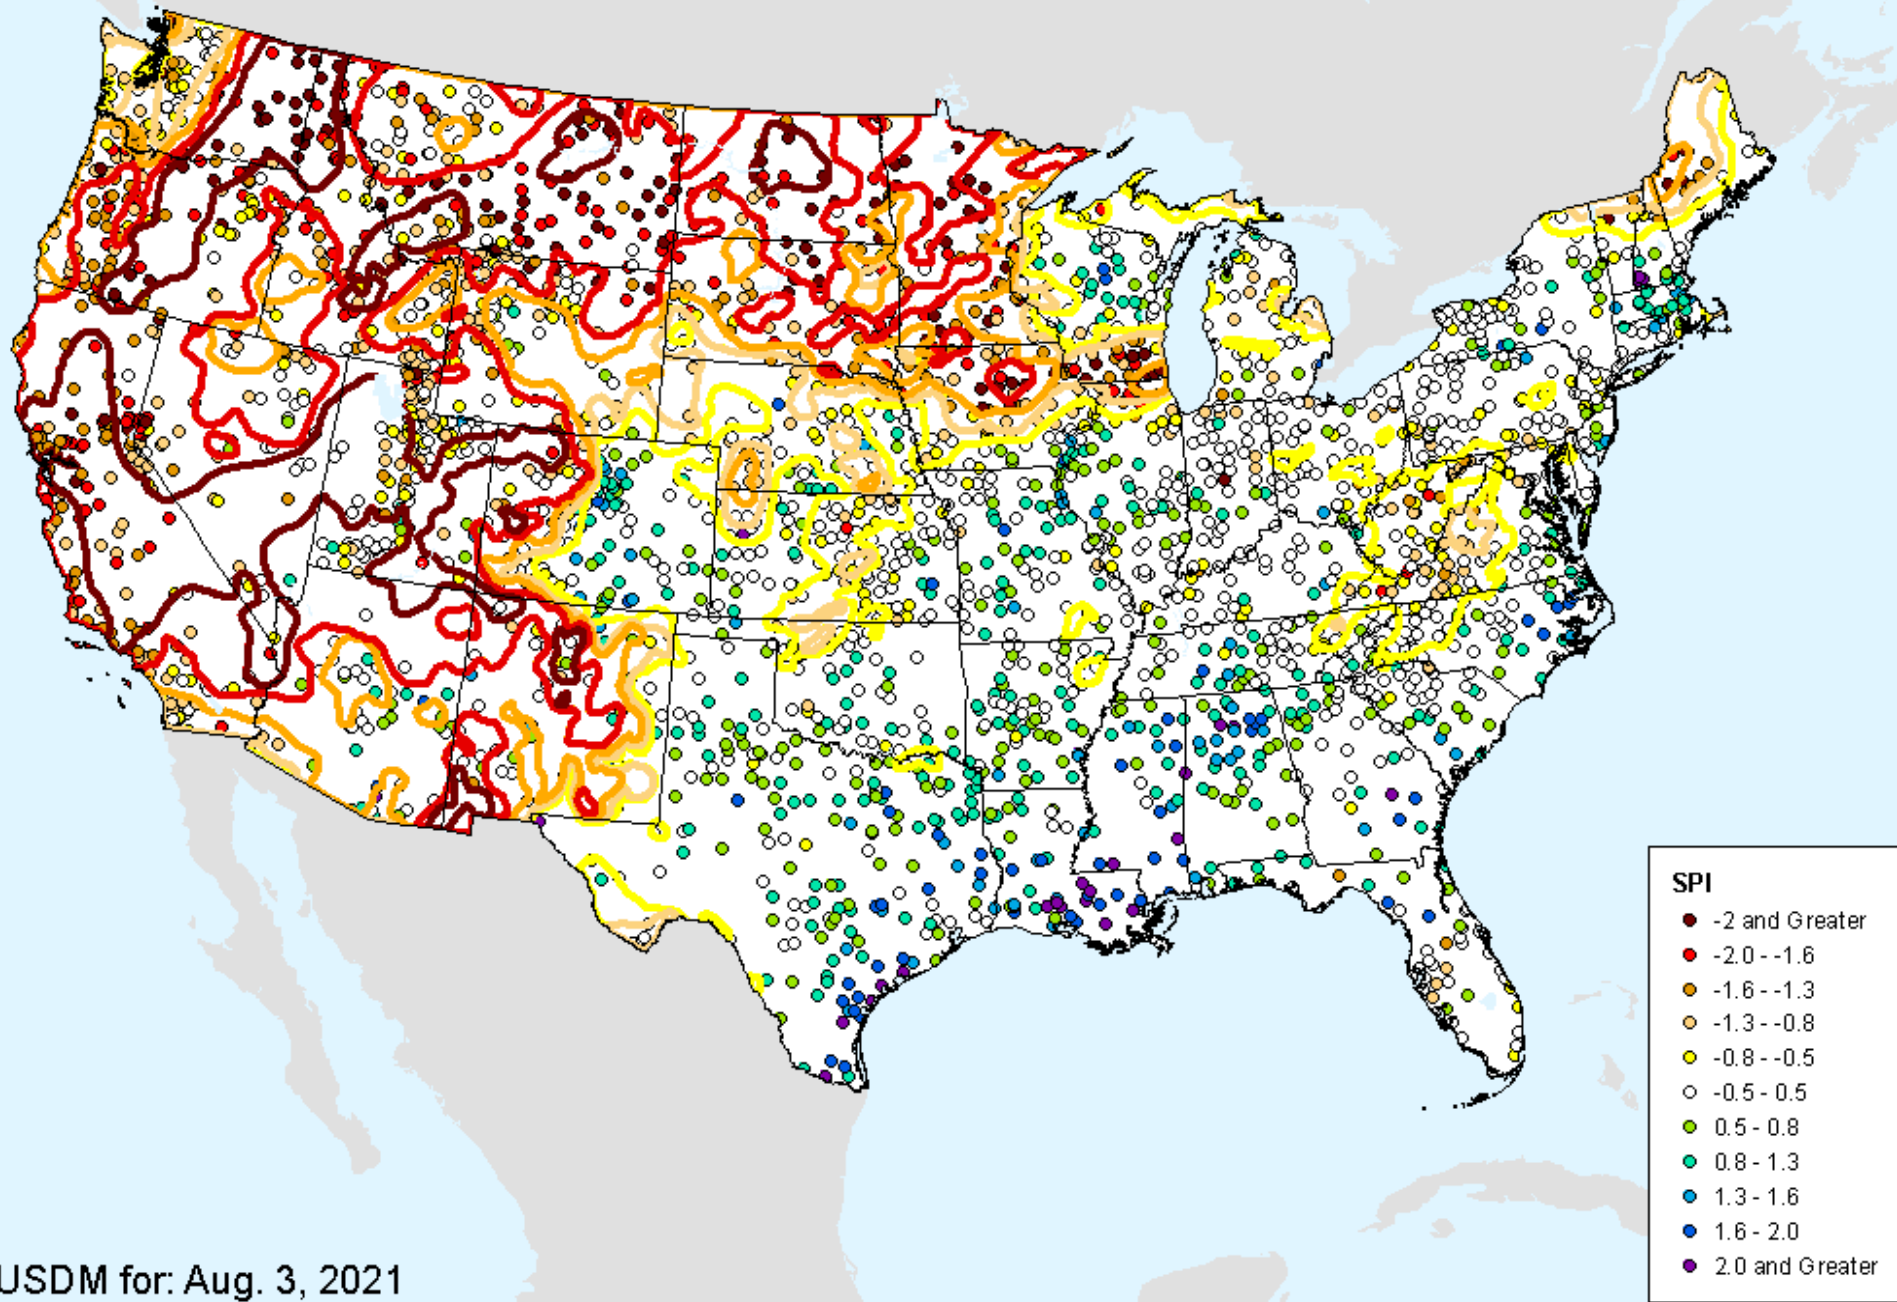 SPI
-2 and Greater
-2.0 - -1.6
-1.6 - -1.3
-1.3 - -0.8
-0.8 - -0.5
-0.5 - 0.5
0.5 - 0.8
0.8 - 1.3
1.3 - 1.6
1.6 - 2.0
2.0 and Greater
USDM for: Aug. 3, 2021